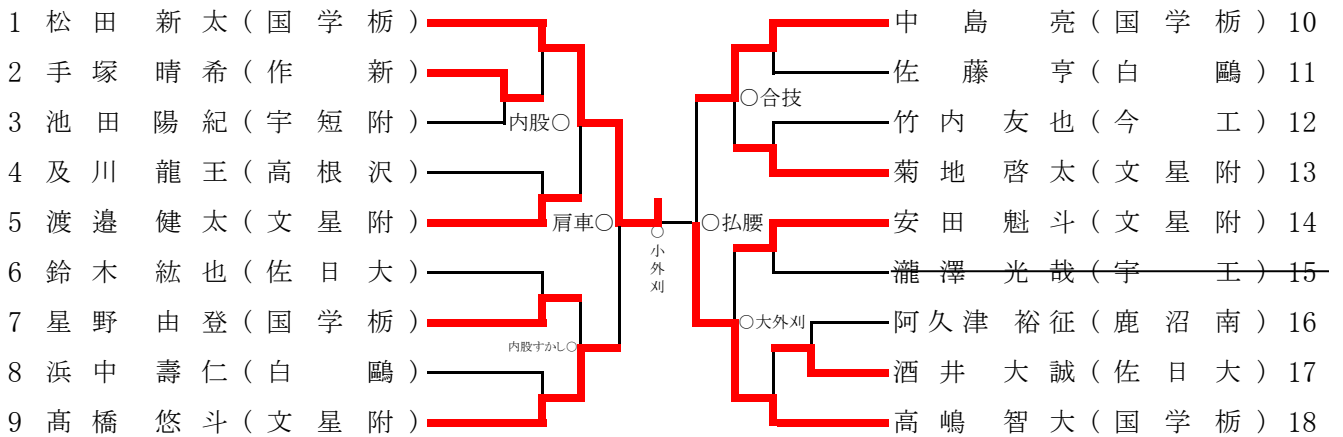 1 松田 新太(国学栃)
2 手塚 晴希(作 新)
3 池田 陽紀(宇短附)
4 及川 龍王(高根沢)
5 渡邉 健太(文星附)
6 鈴木 紘也(佐日大)
7 星野 由登(国学栃)
8 浜中 壽仁(白 鷗)
9 髙橋 悠斗(文星附)
内股○
肩車○
内股すかし○
○小外刈
○合技
○払腰
○大外刈
中島 亮(国学栃) 10
佐藤 亨(白 鷗) 11
竹内 友也(今 工) 12
菊地 啓太(文星附) 13
安田 魁斗(文星附) 14
瀧澤 光哉(宇 工) 15
阿久津 裕征(鹿沼南) 16
酒井 大誠(佐日大) 17
高嶋 智大(国学栃) 18